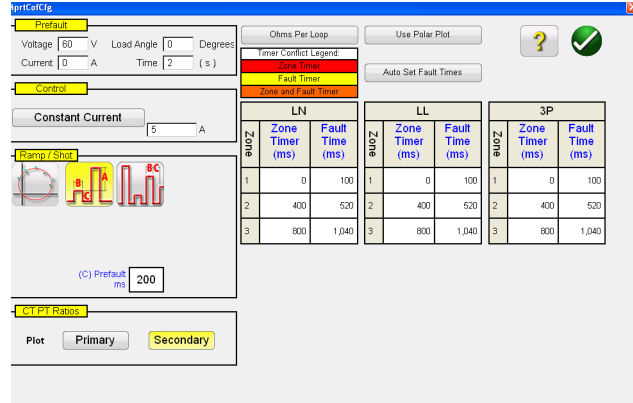 HprtCofCfg
Prefault
Voltage 60 V Load Angle 0 Degrees
Current 0 A Time 2 ( s )
Control
Constant Current 5 A
Ramp / Shot
B A C
BC
(C) Prefault ms 200
CT PT Ratios
Plot Primary Secondary
Ohms Per Loop
Use Polar Plot
Timer Conflict Legend:
Zone Timer
Fault Timer
Zone and Fault Timer
Auto Set Fault Times
?
LN LL 3P
Zone Zone Timer (ms) Fault Time (ms) Zone Zone Timer (ms) Fault Time (ms) Zone Zone Timer (ms) Fault Time (ms)
1 0 100 1 0 100 1 0 100
2 400 520 2 400 520 2 400 520
3 800 1,040 3 800 1,040 3 800 1,040